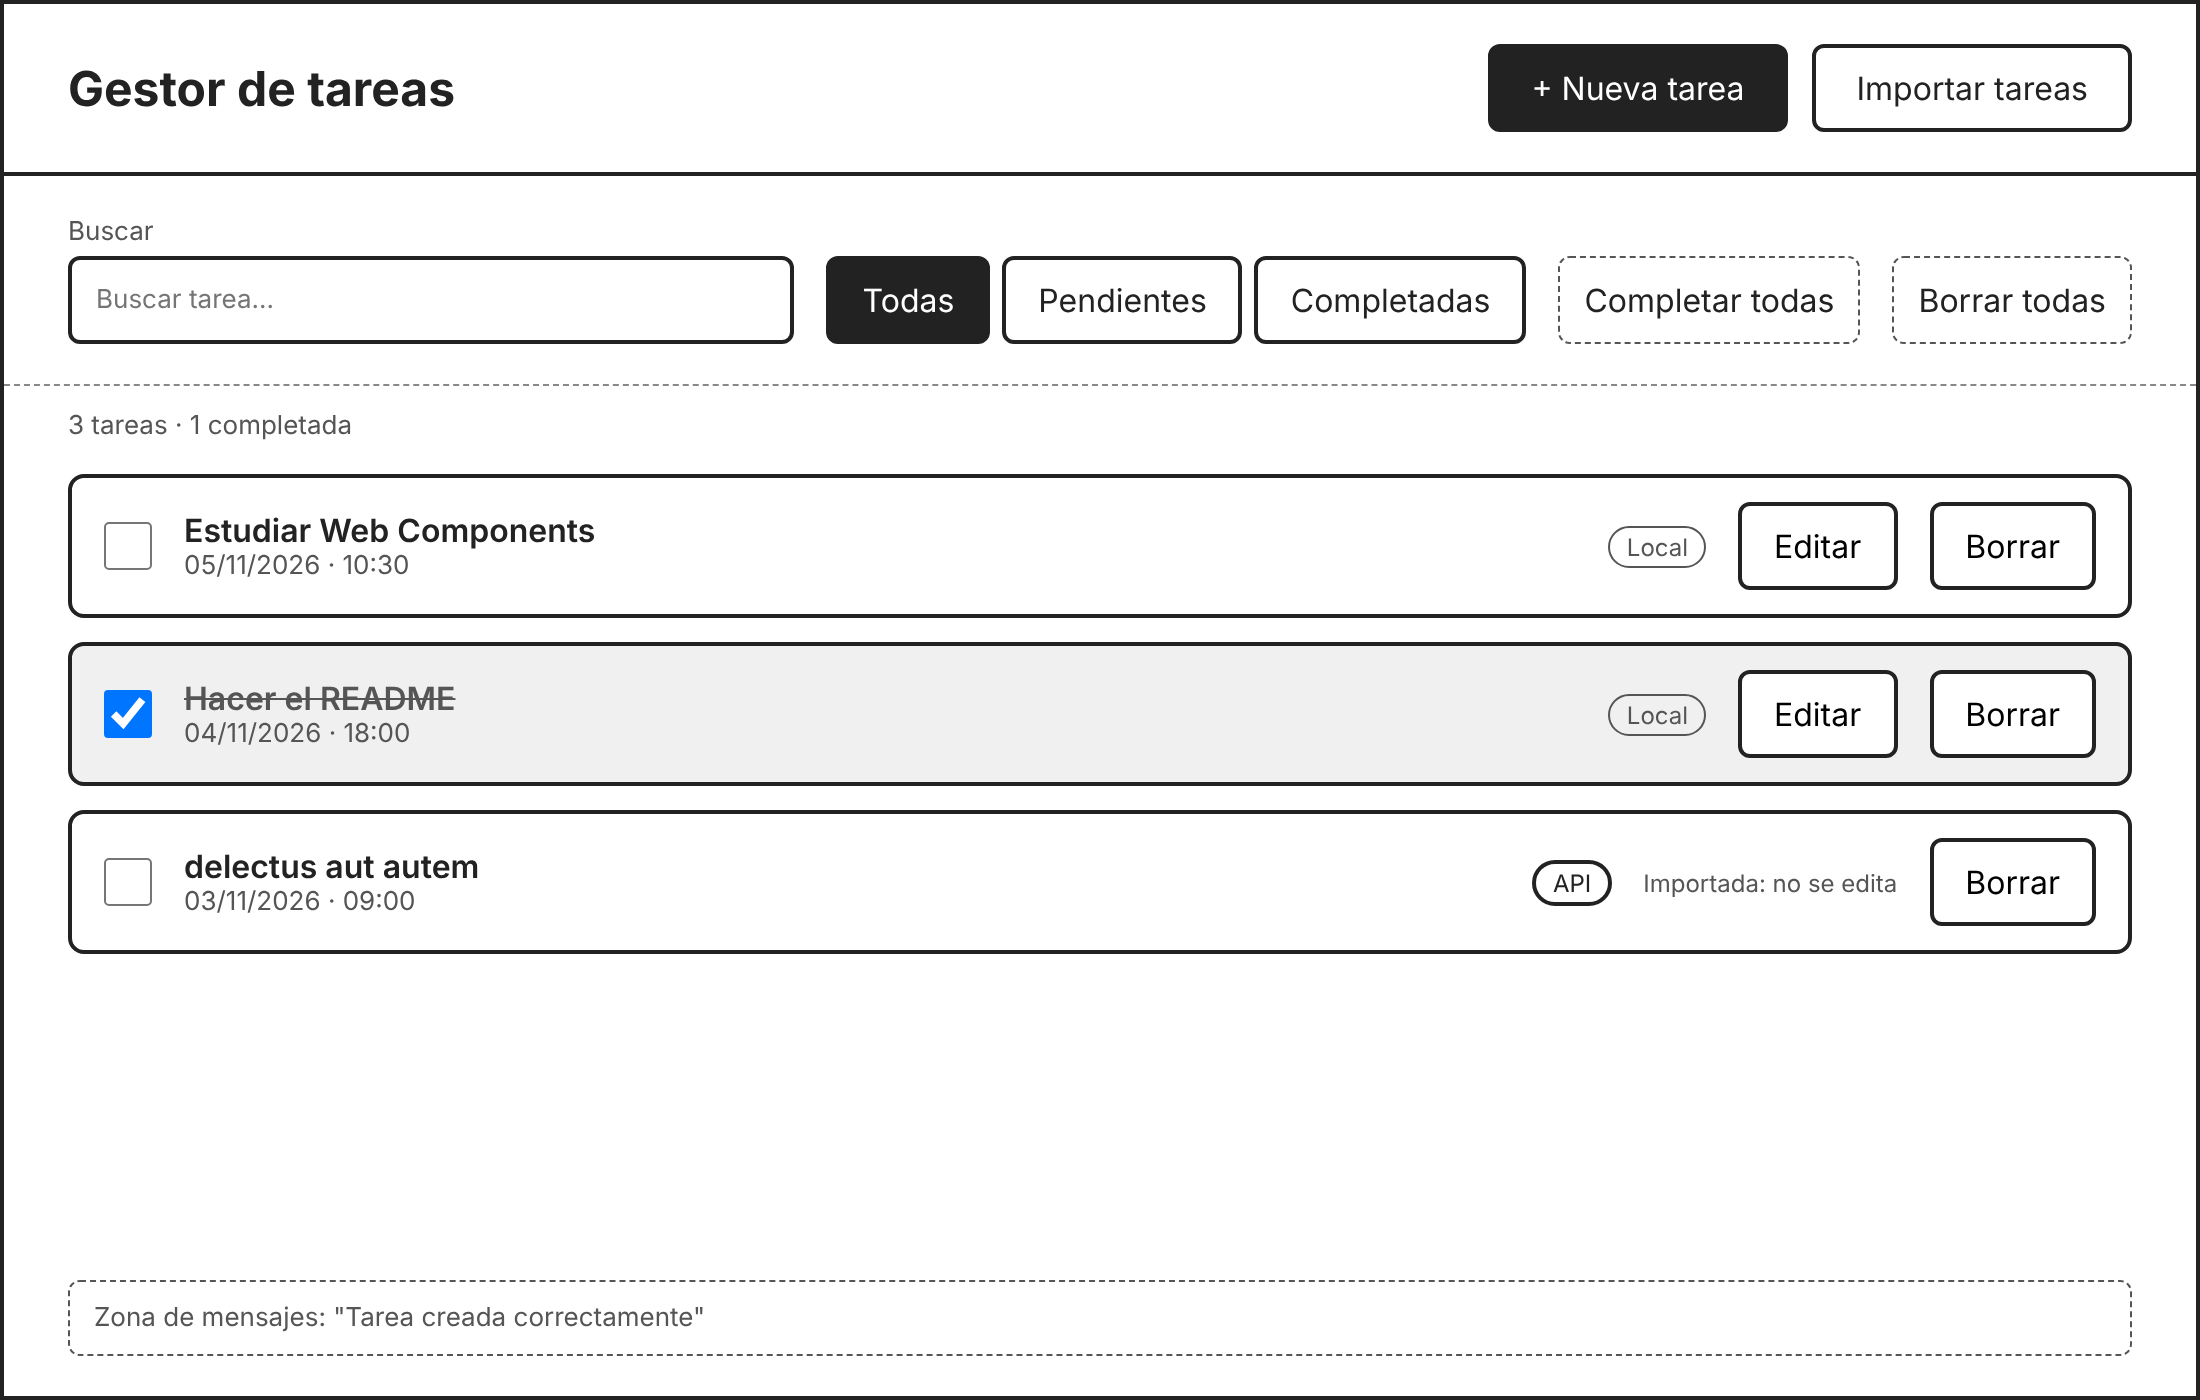 Gestor de tareas
+ Nueva tarea
Importar tareas
Buscar
Buscar tarea...
Todas
Pendientes
Completadas
Completar todas
Borrar todas
3 tareas · 1 completada
Estudiar Web Components
05/11/2026 · 10:30
Local
Editar
Borrar
Hacer el README
04/11/2026 · 18:00
Local
Editar
Borrar
delectus aut autem
03/11/2026 · 09:00
API
Importada: no se edita
Borrar
Zona de mensajes: "Tarea creada correctamente"